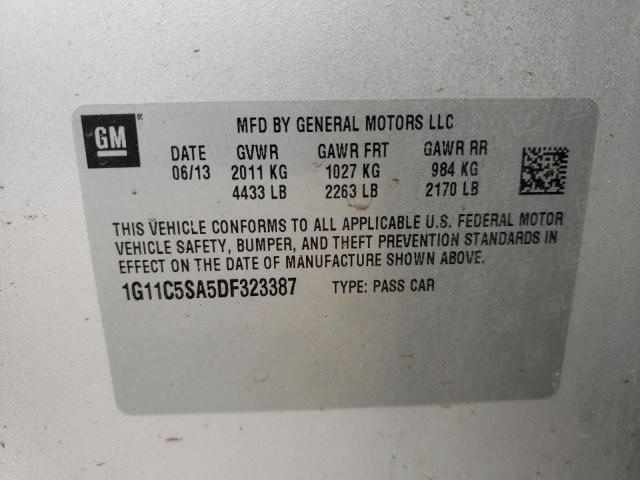 GM
MFD BY GENERAL MOTORS LLC
DATE GVWR GAWR FRT GAWR RR
06/13 2011 KG 1027 KG 984 KG
4433 LB 2263 LB 2170 LB
THIS VEHICLE CONFORMS TO ALL APPLICABLE U.S. FEDERAL MOTOR
VEHICLE SAFETY, BUMPER, AND THEFT PREVENTION STANDARDS IN
EFFECT ON THE DATE OF MANUFACTURE SHOWN ABOVE.
1G11C5SA5DF323387 TYPE: PASS CAR